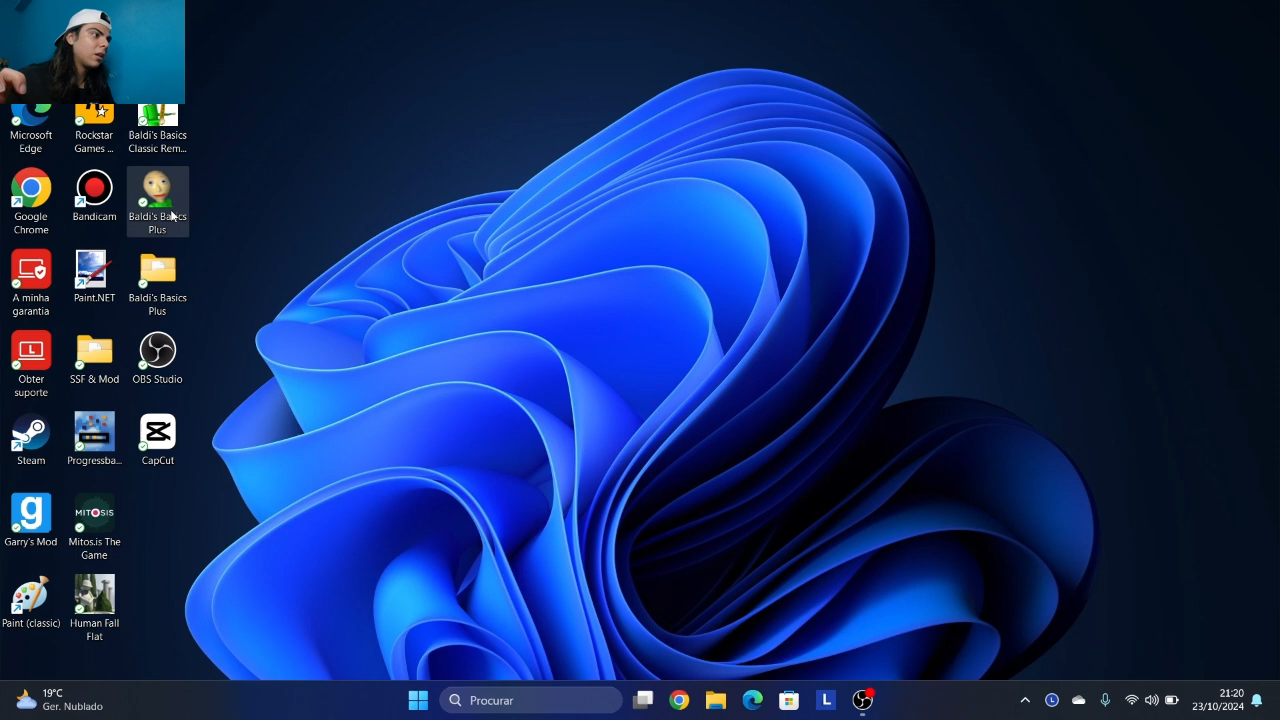 Microsoft
Edge
Rockstar
Games ...
Baldi's Basics
Classic Rem...
Google
Chrome
Bandicam
Baldi's Basics
Plus
A minha
garantia
Paint.NET
Baldi's Basics
Plus
Obter
suporte
SSF & Mod
OBS Studio
Steam
Progressba...
CapCut
g
Garry's Mod
MITOSIS
Mitos.is The
Game
Paint (classic)
Human Fall
Flat
19°C
Ger. Nublado
Procurar
L
L
21:20
23/10/2024